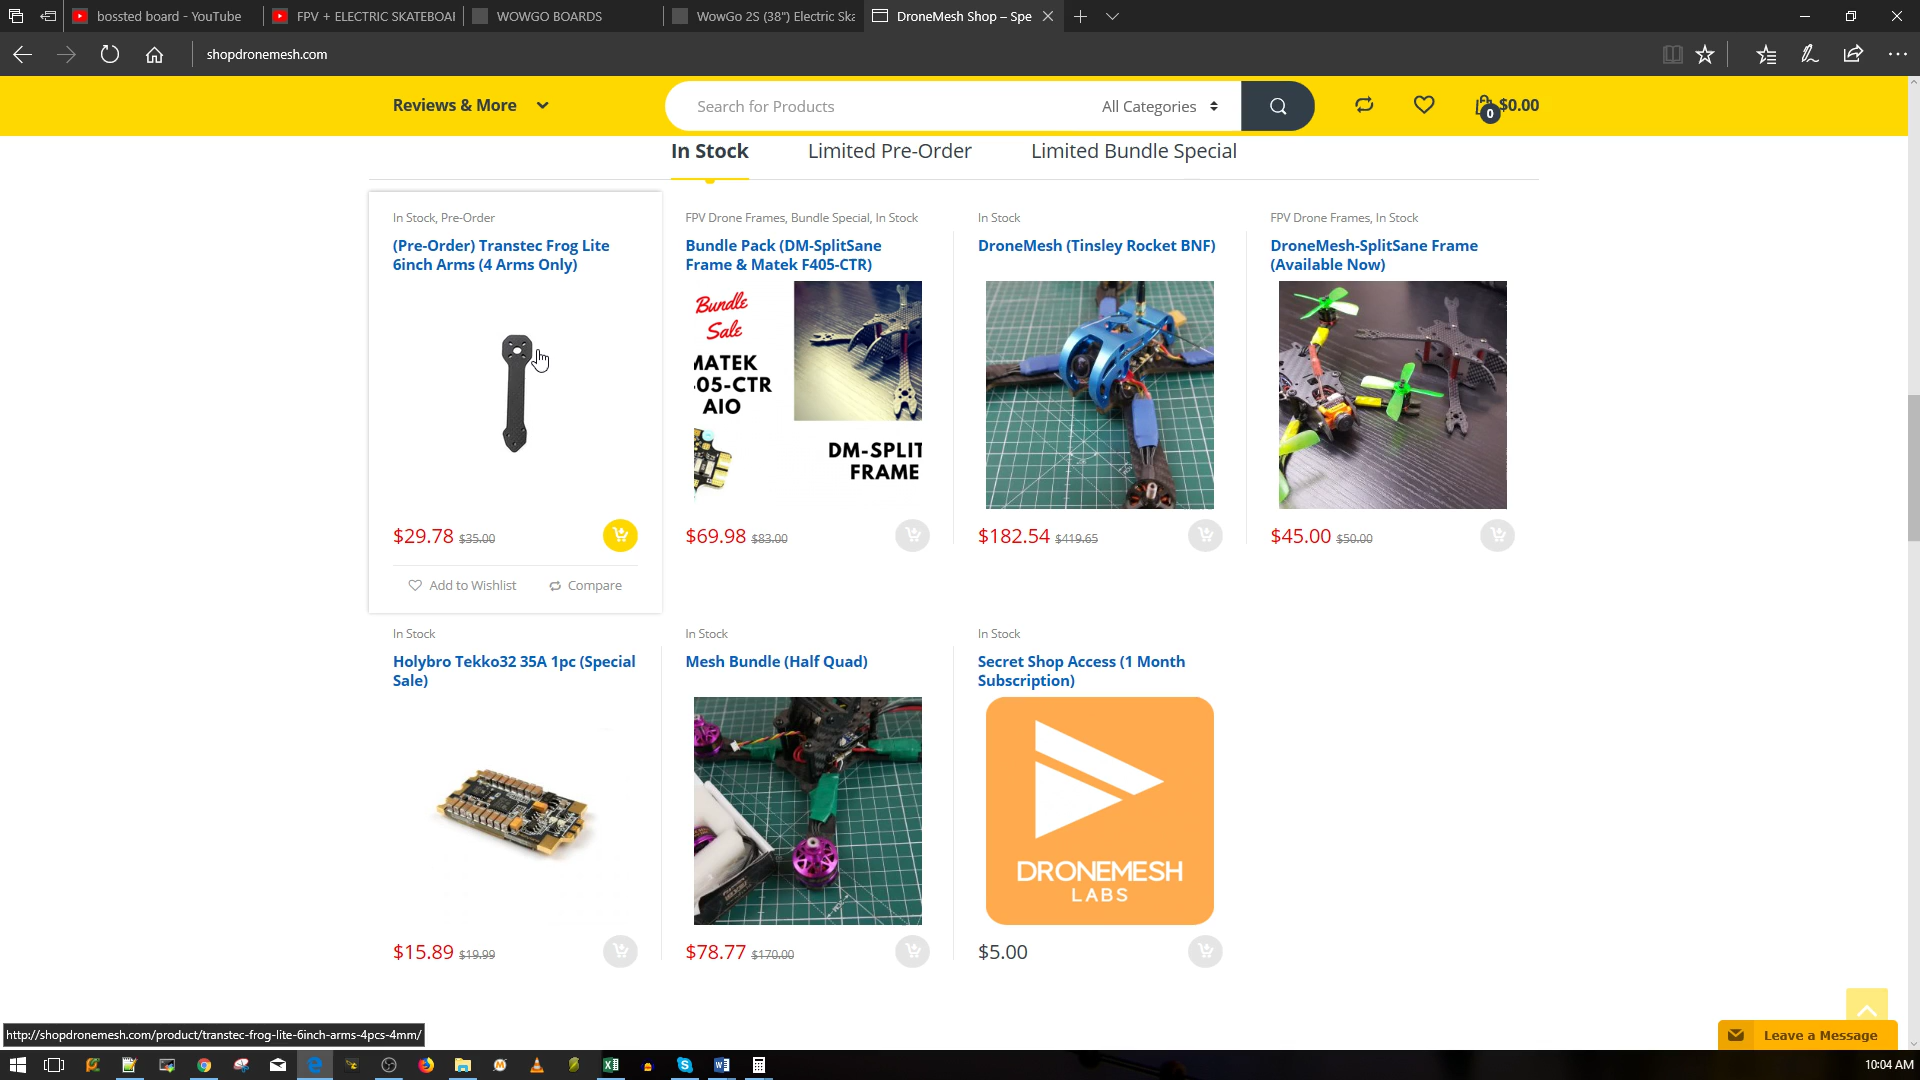 bossted board - YouTube
FPV + ELECTRIC SKATEBOAI
WOWGO BOARDS
WowGo 2S (38") Electric Ska
DroneMesh Shop – Spe
shopdronemesh.com
Reviews & More
Search for Products
All Categories
0
$0.00
In Stock
Limited Pre-Order
Limited Bundle Special
In Stock, Pre-Order
(Pre-Order) Transtec Frog Lite
6inch Arms (4 Arms Only)
$29.78 $35.00
Add to Wishlist
Compare
FPV Drone Frames, Bundle Special, In Stock
Bundle Pack (DM-SplitSane
Frame & Matek F405-CTR)
Bundle
Sale
MATEK
-05-CTR
AIO
DM-SPLIT
FRAME
$69.98 $83.00
In Stock
DroneMesh (Tinsley Rocket BNF)
$182.54 $419.65
FPV Drone Frames, In Stock
DroneMesh-SplitSane Frame
(Available Now)
$45.00 $50.00
In Stock
Holybro Tekko32 35A 1pc (Special
Sale)
$15.89 $19.99
In Stock
Mesh Bundle (Half Quad)
$78.77 $170.00
In Stock
Secret Shop Access (1 Month
Subscription)
DRONEMESH
LABS
$5.00
Leave a Message
http://shopdronemesh.com/product/transtec-frog-lite-6inch-arms-4pcs-4mm/
10:04 AM